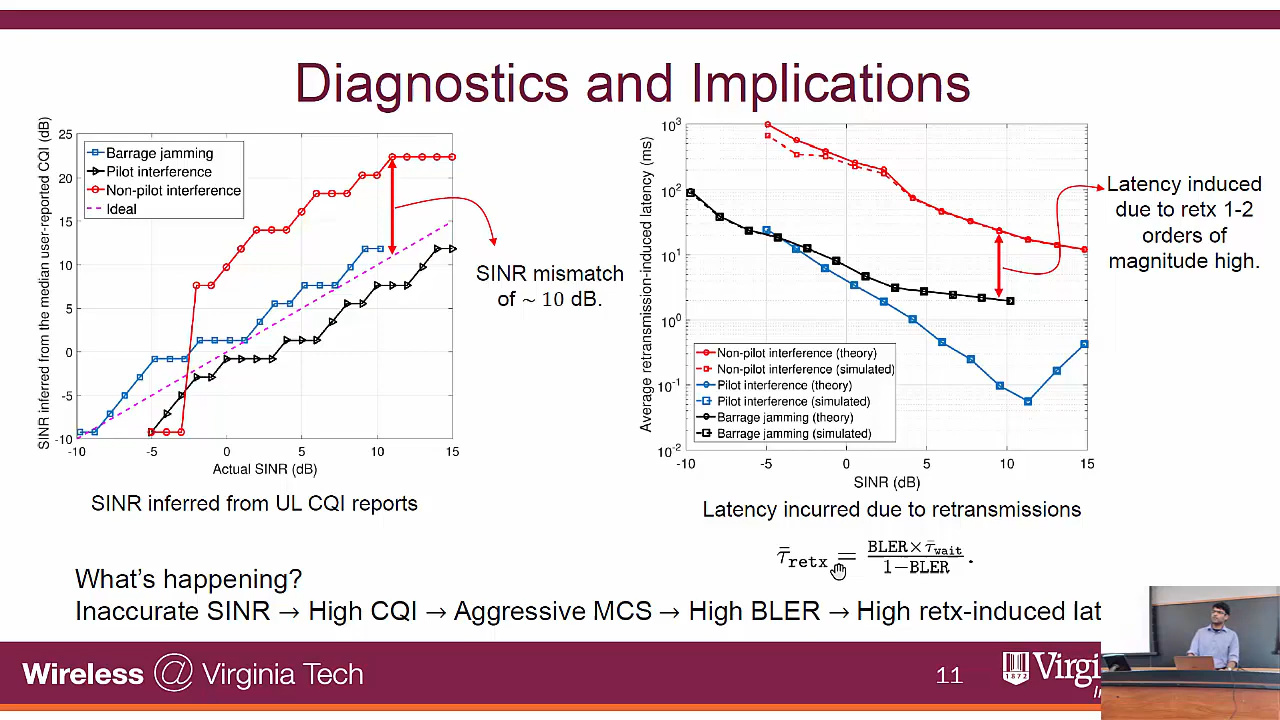 Diagnostics and Implications
SINR inferred from the median user-reported CQI (dB)
25
20
15
10
5
0
-5
-10
Barrage jamming
Pilot interference
Non-pilot interference
Ideal
-10
-5
0
5
10
15
Actual SINR (dB)
SINR mismatch
of ~ 10 dB.
SINR inferred from UL CQI reports
Average retransmission-induced latency (ms)
10³
10²
10¹
10⁰
10⁻¹
10⁻²
Non-pilot interference (theory)
Non-pilot interference (simulated)
Pilot interference (theory)
Pilot interference (simulated)
Barrage jamming (theory)
Barrage jamming (simulated)
-10
-5
0
5
10
15
SINR (dB)
Latency induced
due to retx 1-2
orders of
magnitude high.
Latency incurred due to retransmissions
τ̄retx = BLER×τ̄wait / 1−BLER.
What's happening?
Inaccurate SINR → High CQI → Aggressive MCS → High BLER → High retx-induced
Wireless @ Virginia Tech
11
1872